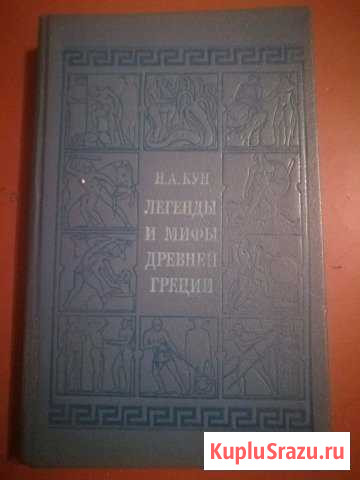 Н.А.КУН
ЛЕГЕНДЫ
И МИФЫ
ДРЕВНЕЙ
ГРЕЦИИ
KupluSrazu.ru